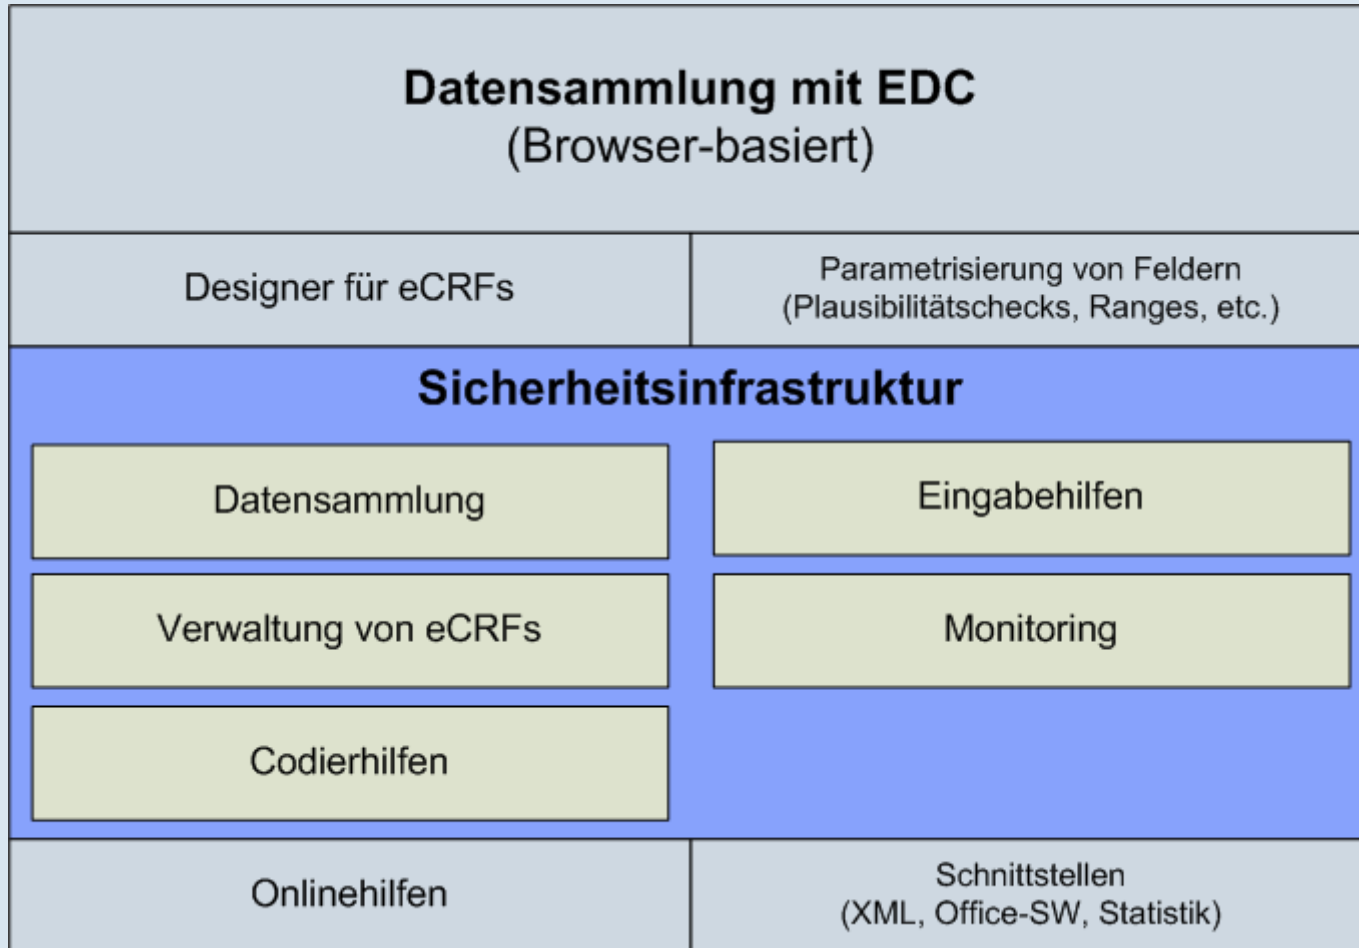 Datensammlung mit EDC
(Browser-basiert)
Designer für eCRFs
Parametrisierung von Feldern
(Plausibilitätschecks, Ranges, etc.)
Sicherheitsinfrastruktur
Datensammlung
Eingabehilfen
Verwaltung von eCRFs
Monitoring
Codierhilfen
Onlinehilfen
Schnittstellen
(XML, Office-SW, Statistik)